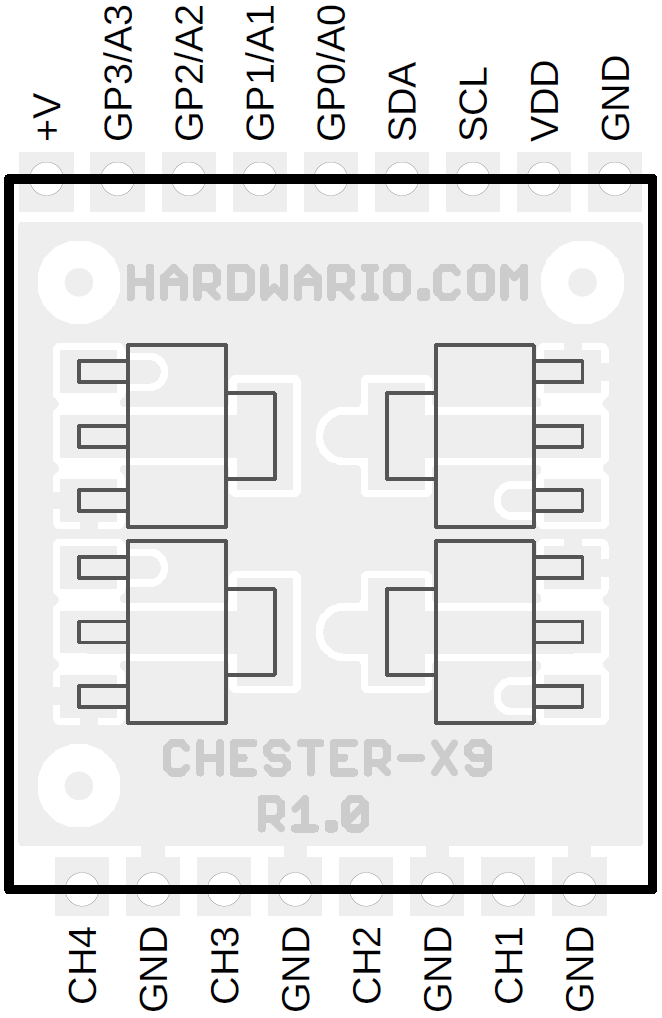 +V
GP3/A3
GP2/A2
GP1/A1
GP0/A0
SDA
SCL
VDD
GND
HARDWARIO.COM
CHESTER-X9
R1.0
CH4
GND
CH3
GND
CH2
GND
CH1
GND